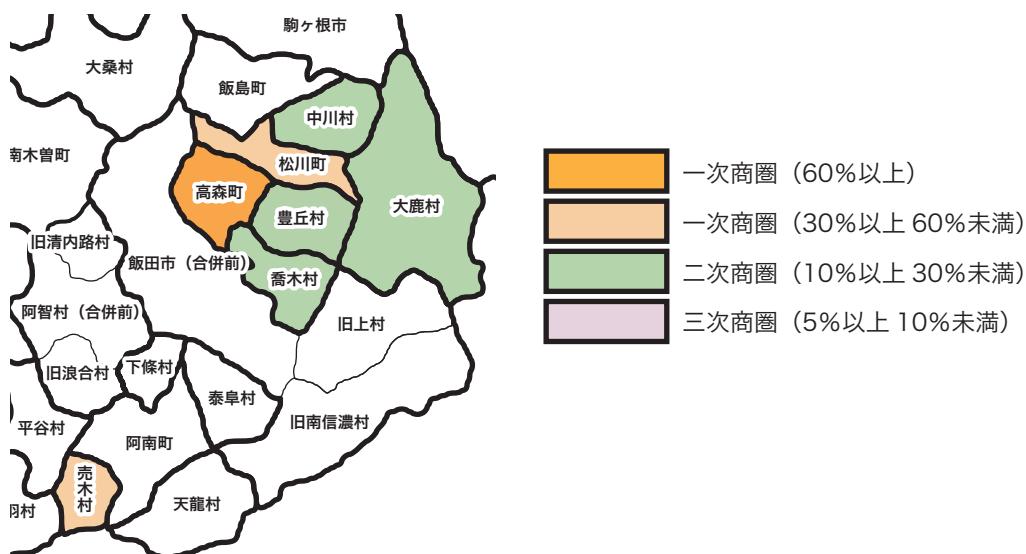 駒ヶ根市
大桑村
飯島町
中川村
南木曽町
松川町
高森町
大鹿村
豊丘村
旧清内路村
飯田市（合併前）
喬木村
阿智村（合併前）
旧上村
下條村
旧浪合村
泰阜村
平谷村
阿南町
旧南信濃村
売木村
羽村
天龍村
一次商圏（60%以上）
一次商圏（30%以上 60%未満）
二次商圏（10%以上 30%未満）
三次商圏（5%以上 10%未満）